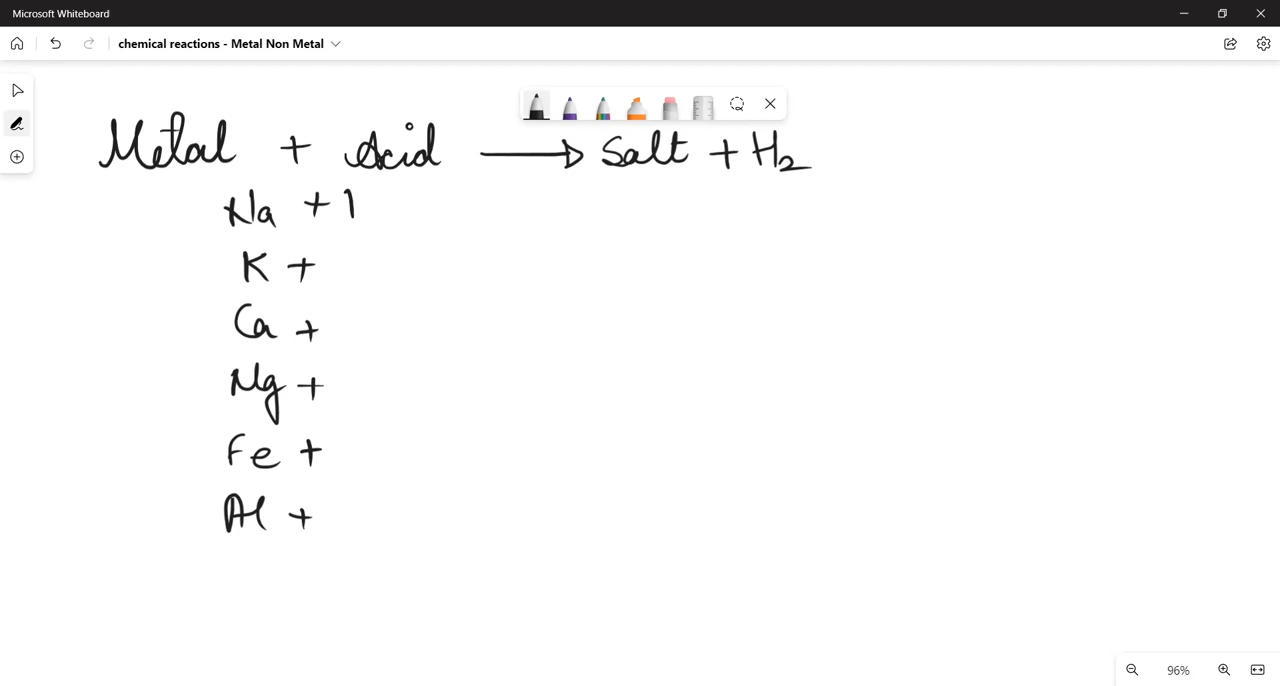 Microsoft Whiteboard
chemical reactions - Metal Non Metal
Metal + Acid → Salt + H₂
Na + 1
K +
Ca +
Mg +
Fe +
Al +
96%